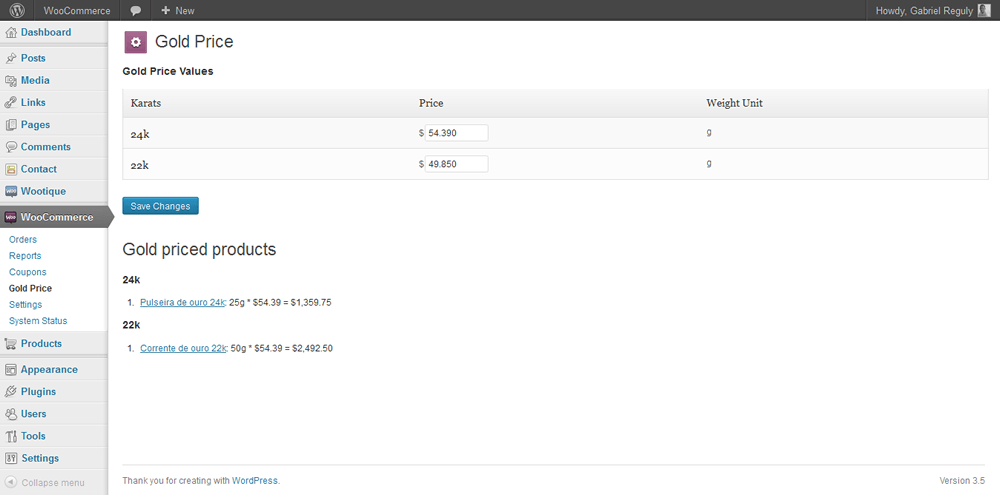 WooCommerce
+ New
Howdy, Gabriel Reguly
Dashboard
Posts
Media
Links
Pages
Comments
Contact
Wootique
WooCommerce
Orders
Reports
Coupons
Gold Price
Settings
System Status
Products
Appearance
Plugins
Users
Tools
Settings
Collapse menu
Gold Price
Gold Price Values
Karats Price Weight Unit
24k $ 54.390 g
22k $ 49.850 g
Save Changes
Gold priced products
24k
1. Pulseira de ouro 24k: 25g * $54.39 = $1,359.75
22k
1. Corrente de ouro 22k: 50g * $54.39 = $2,492.50
Thank you for creating with WordPress.
Version 3.5